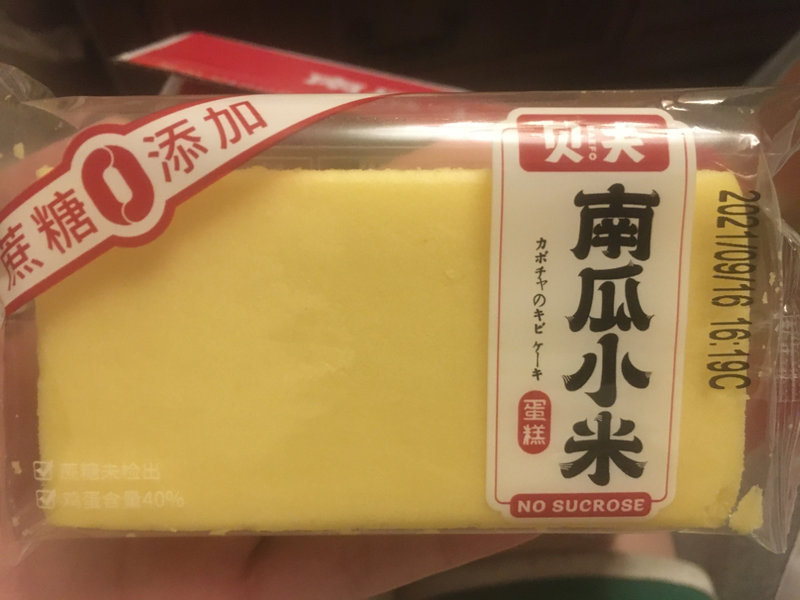 蔗糖0添加
贝夫
BEIFO
南瓜小米
カボチャのキビ ケーキ
蛋糕
NO SUCROSE
2021/09/16 16:19C
蔗糖未检出
鸡蛋含量40%